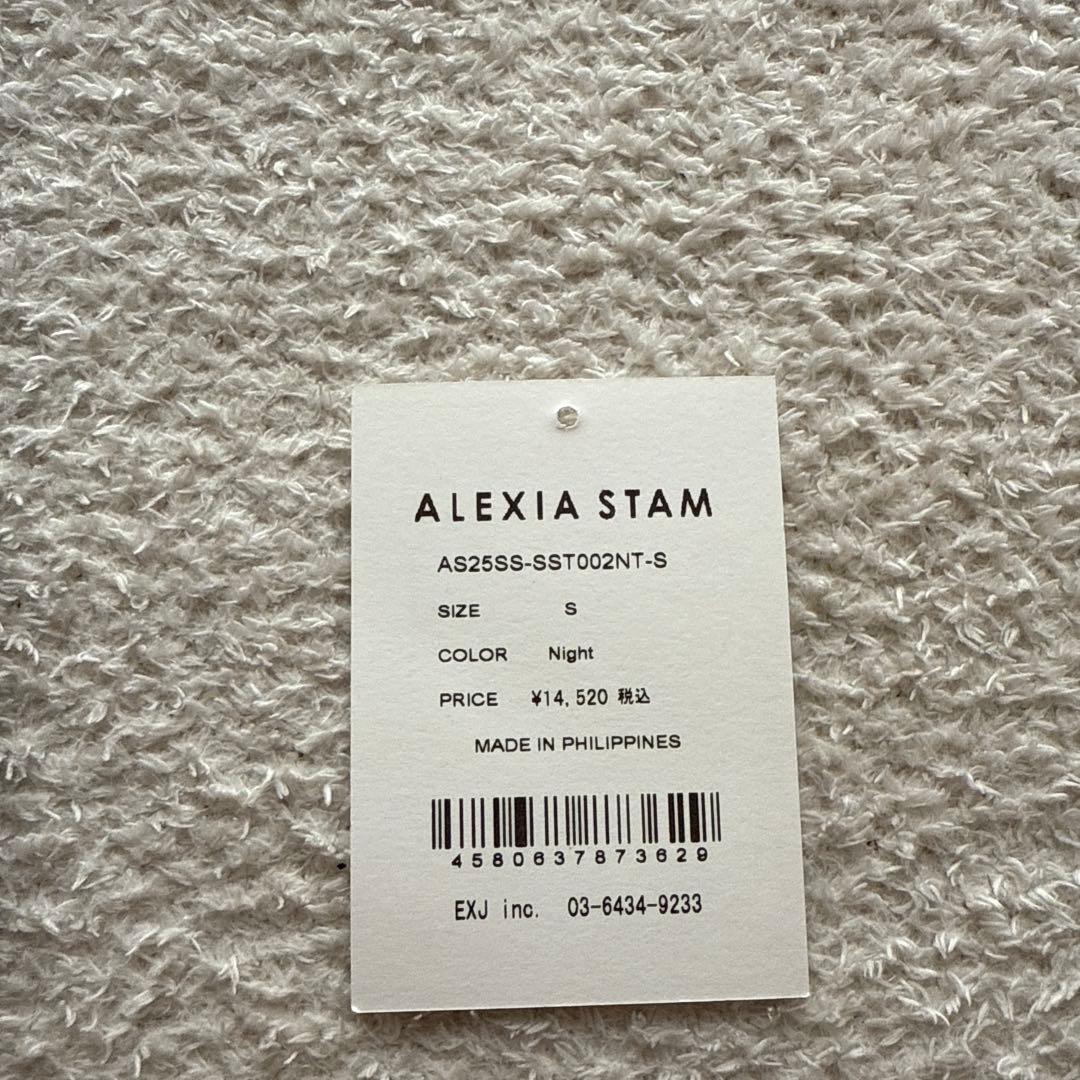 ALEXIA STAM
AS25SS-SST002NT-S
SIZE S
COLOR Night
PRICE ¥14,520 税込
MADE IN PHILIPPINES
4580637873629
EXJ inc. 03-6434-9233